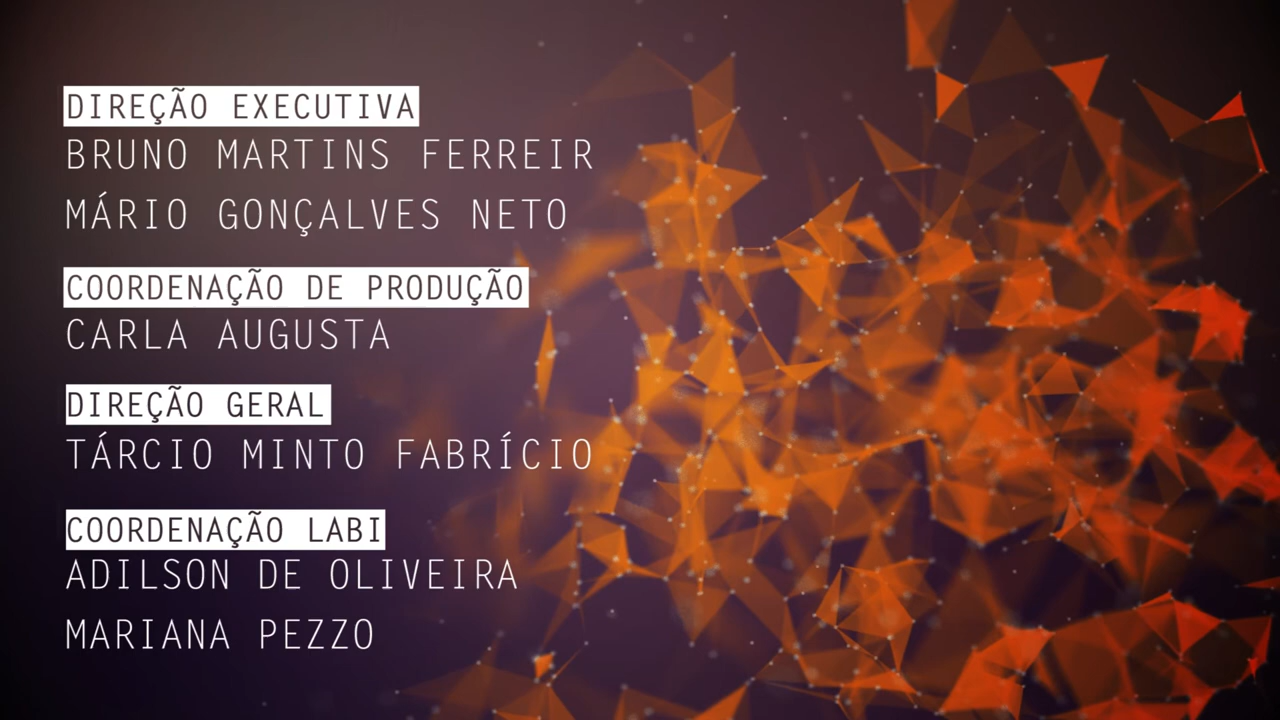 DIREÇÃO EXECUTIVA
BRUNO MARTINS FERREIR
MÁRIO GONÇALVES NETO
COORDENAÇÃO DE PRODUÇÃO
CARLA AUGUSTA
DIREÇÃO GERAL
TÁRCIO MINTO FABRÍCIO
COORDENAÇÃO LABI
ADILSON DE OLIVEIRA
MARIANA PEZZO